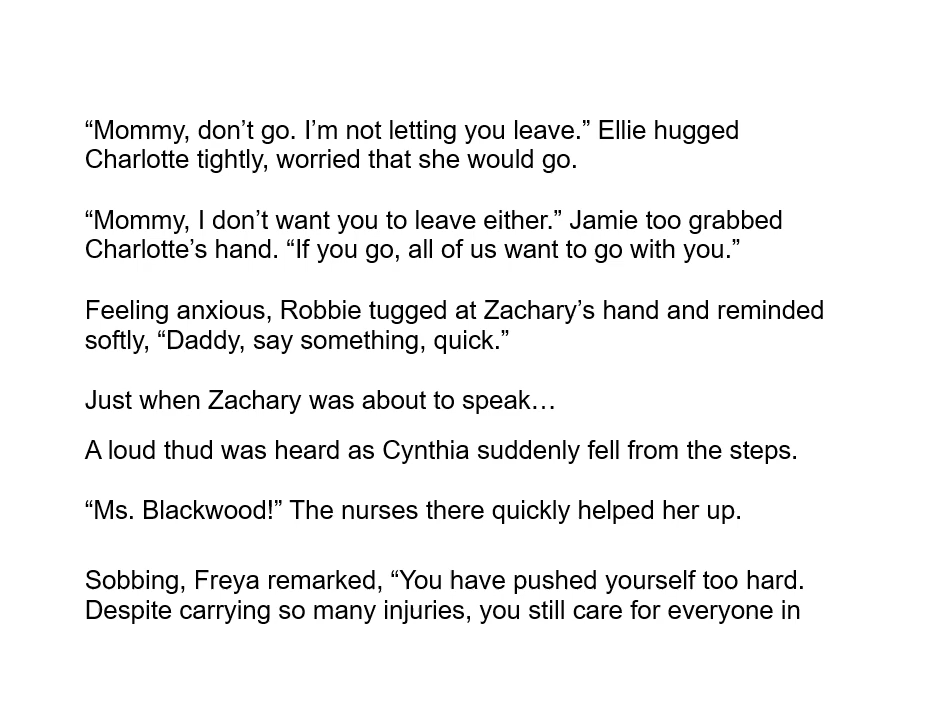 “Mommy, don’t go. I’m not letting you leave.” Ellie hugged
Charlotte tightly, worried that she would go.
“Mommy, I don’t want you to leave either.” Jamie too grabbed
Charlotte’s hand. “If you go, all of us want to go with you.”
Feeling anxious, Robbie tugged at Zachary’s hand and reminded
softly, “Daddy, say something, quick.”
Just when Zachary was about to speak…
A loud thud was heard as Cynthia suddenly fell from the steps.
“Ms. Blackwood!” The nurses there quickly helped her up.
Sobbing, Freya remarked, “You have pushed yourself too hard.
Despite carrying so many injuries, you still care for everyone in